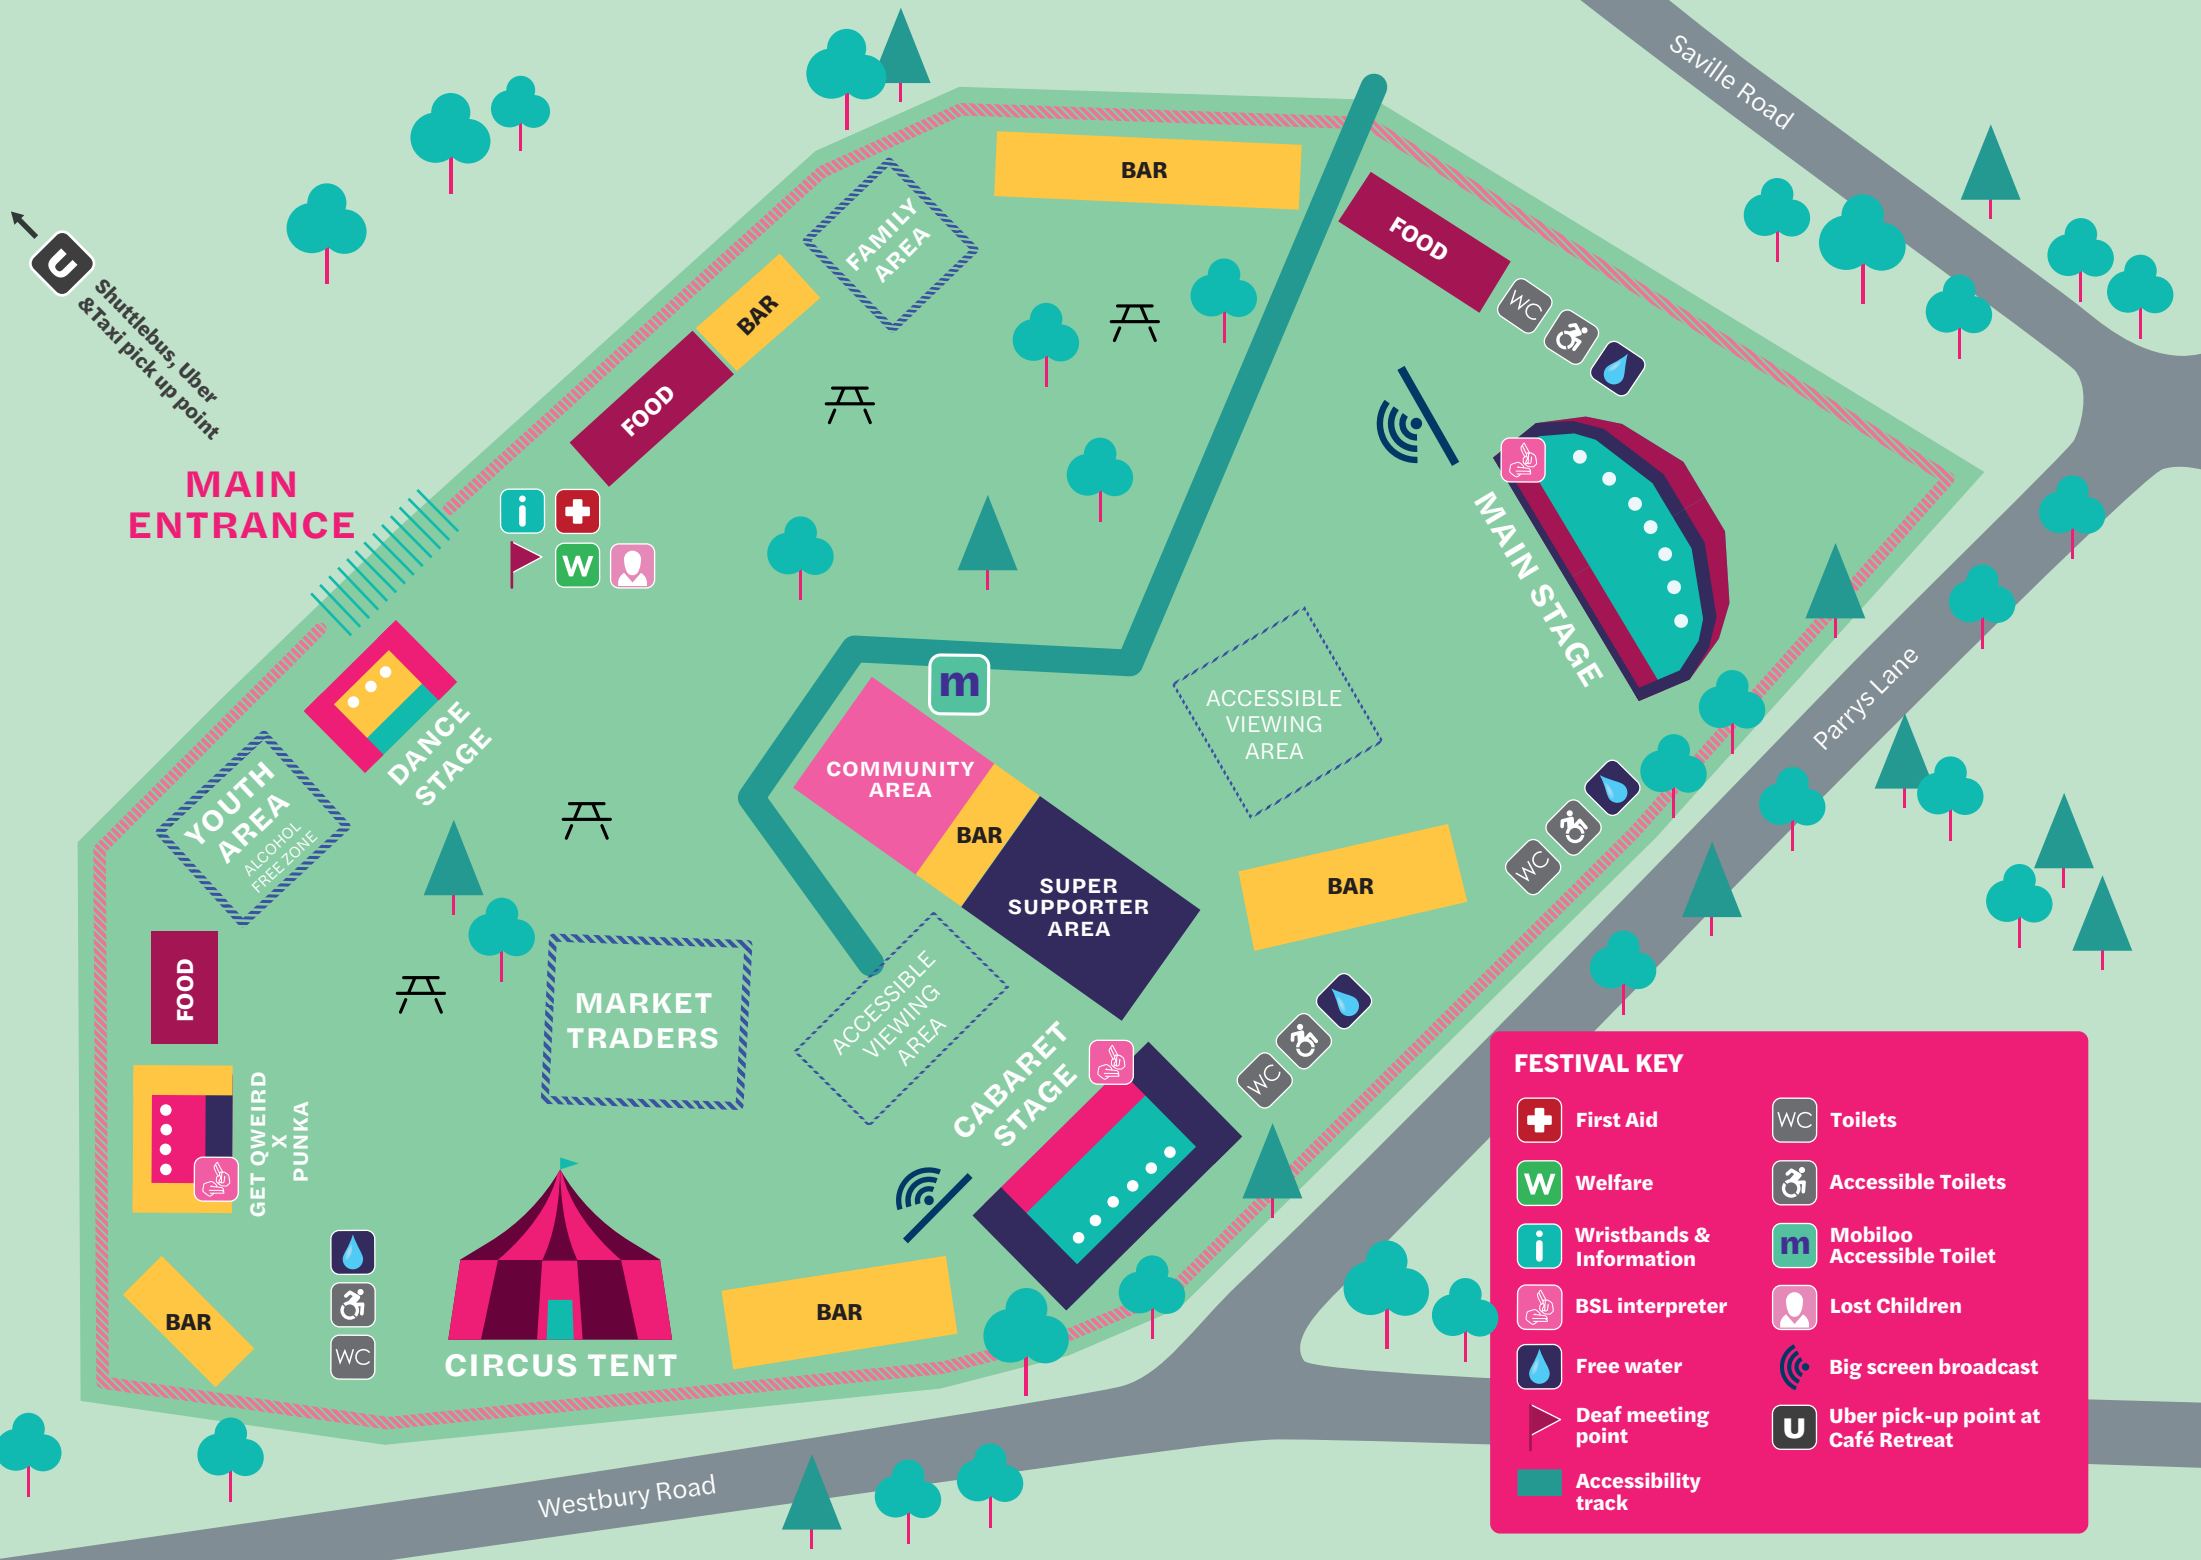 Saville Road
BAR
FAMILY
AREA
FOOD
WC
U
Shuttlebus, Uber
&Taxi pick up point
BAR
FOOD
MAIN
ENTRANCE
i
W
MAIN STAGE
m
ACCESSIBLE
VIEWING
AREA
Parrys Lane
DANCE
STAGE
YOUTH
AREA
ALCOHOL
FREE ZONE
COMMUNITY
AREA
BAR
SUPER
SUPPORTER
AREA
BAR
WC
FOOD
MARKET
TRADERS
ACCESSIBLE
VIEWING
AREA
CABARET
STAGE
WC
GET QWEIRD
X
PUNKA
BAR
WC
CIRCUS TENT
BAR
Westbury Road
FESTIVAL KEY
First Aid
W
Welfare
i
Wristbands &
Information
BSL interpreter
Free water
Deaf meeting
point
Accessibility
track
WC
Toilets
Accessible Toilets
m
Mobiloo
Accessible Toilet
Lost Children
Big screen broadcast
U
Uber pick-up point at
Café Retreat